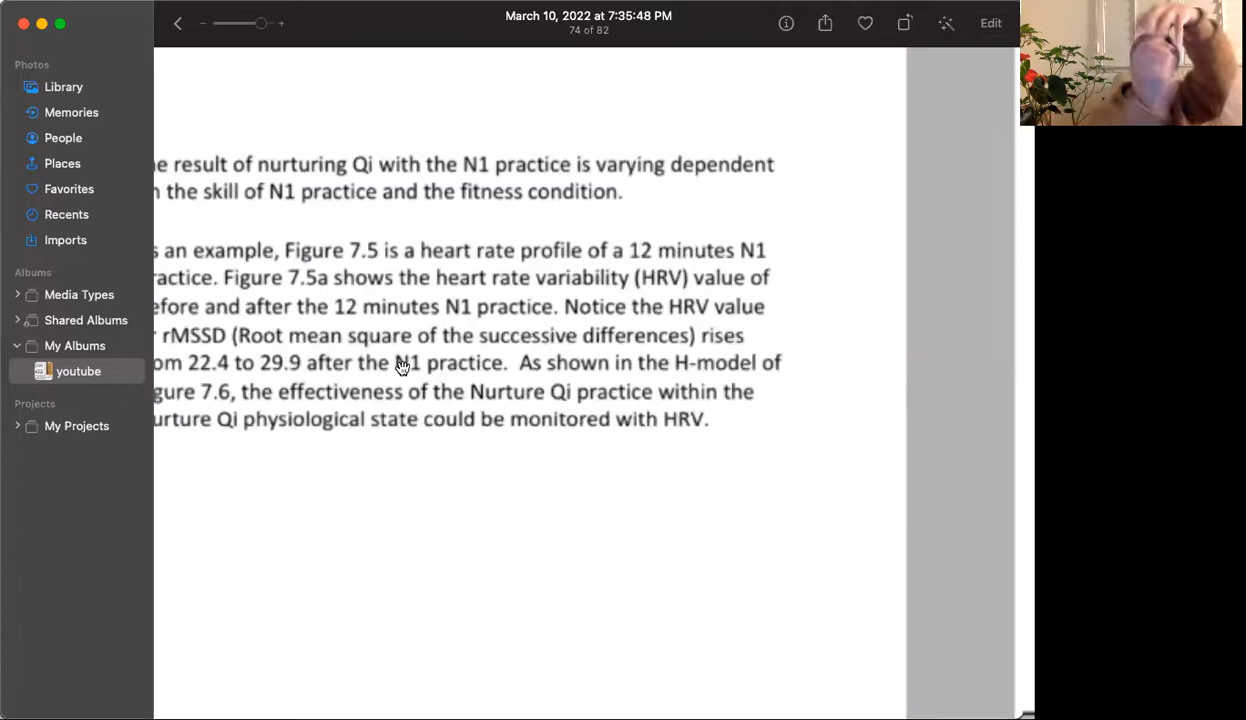 March 10, 2022 at 7:35:48 PM
74 of 82
Edit
Photos
Library
Memories
People
Places
Favorites
Recents
Imports
Albums
Media Types
Shared Albums
My Albums
youtube
Projects
My Projects
e result of nurturing Qi with the N1 practice is varying dependent
the skill of N1 practice and the fitness condition.
s an example, Figure 7.5 is a heart rate profile of a 12 minutes N1
ractice. Figure 7.5a shows the heart rate variability (HRV) value of
efore and after the 12 minutes N1 practice. Notice the HRV value
rMSSD (Root mean square of the successive differences) rises
om 22.4 to 29.9 after the N1 practice. As shown in the H-model of
gure 7.6, the effectiveness of the Nurture Qi practice within the
urture Qi physiological state could be monitored with HRV.